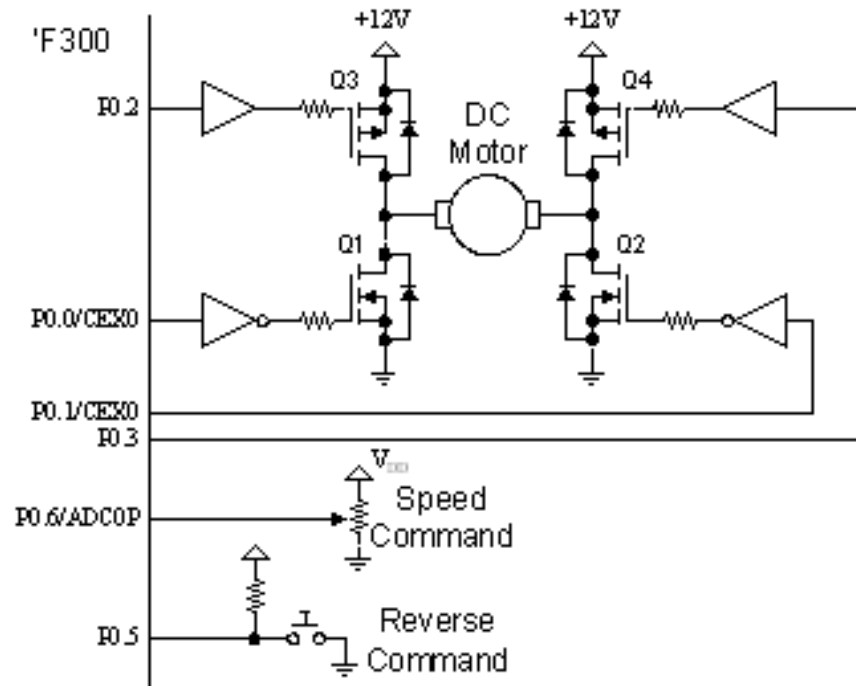 'F300
+12V
+12V
Q3
Q4
P0.2
DC
Motor
Q1
Q2
P0.0/CEX0
P0.1/CEX0
P0.3
V
Speed
P0.6/ADC0P
Command
Reverse
P0.5
Command